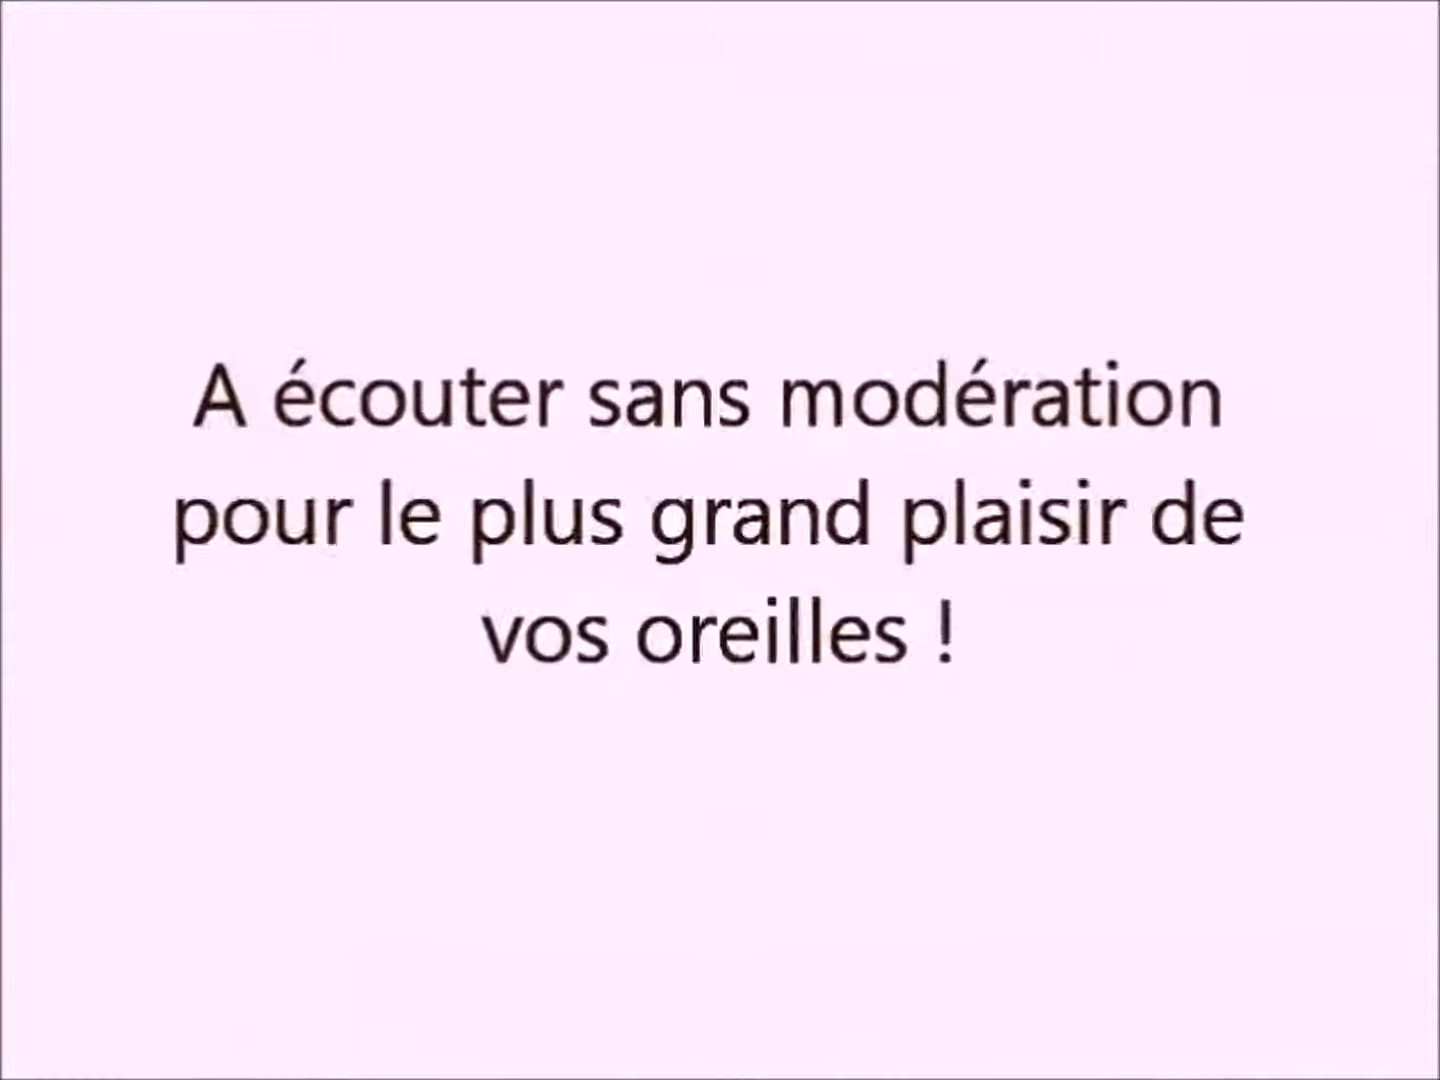 A écouter sans modération
pour le plus grand plaisir de
vos oreilles !